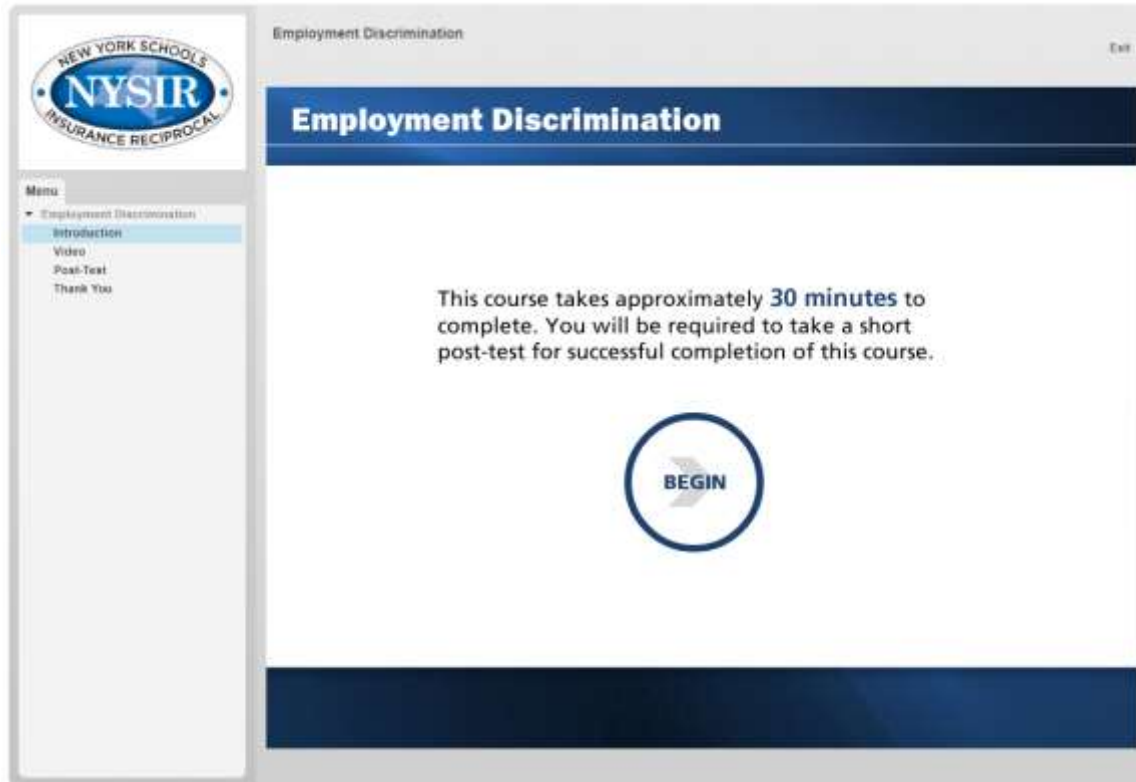 NEW YORK SCHOOLS
NYSIR
INSURANCE RECIPROCAL
Employment Discrimination
Exit
Employment Discrimination
Menu
Employment Discrimination
Introduction
Video
Post-Test
Thank You
This course takes approximately 30 minutes to
complete. You will be required to take a short
post-test for successful completion of this course.
BEGIN